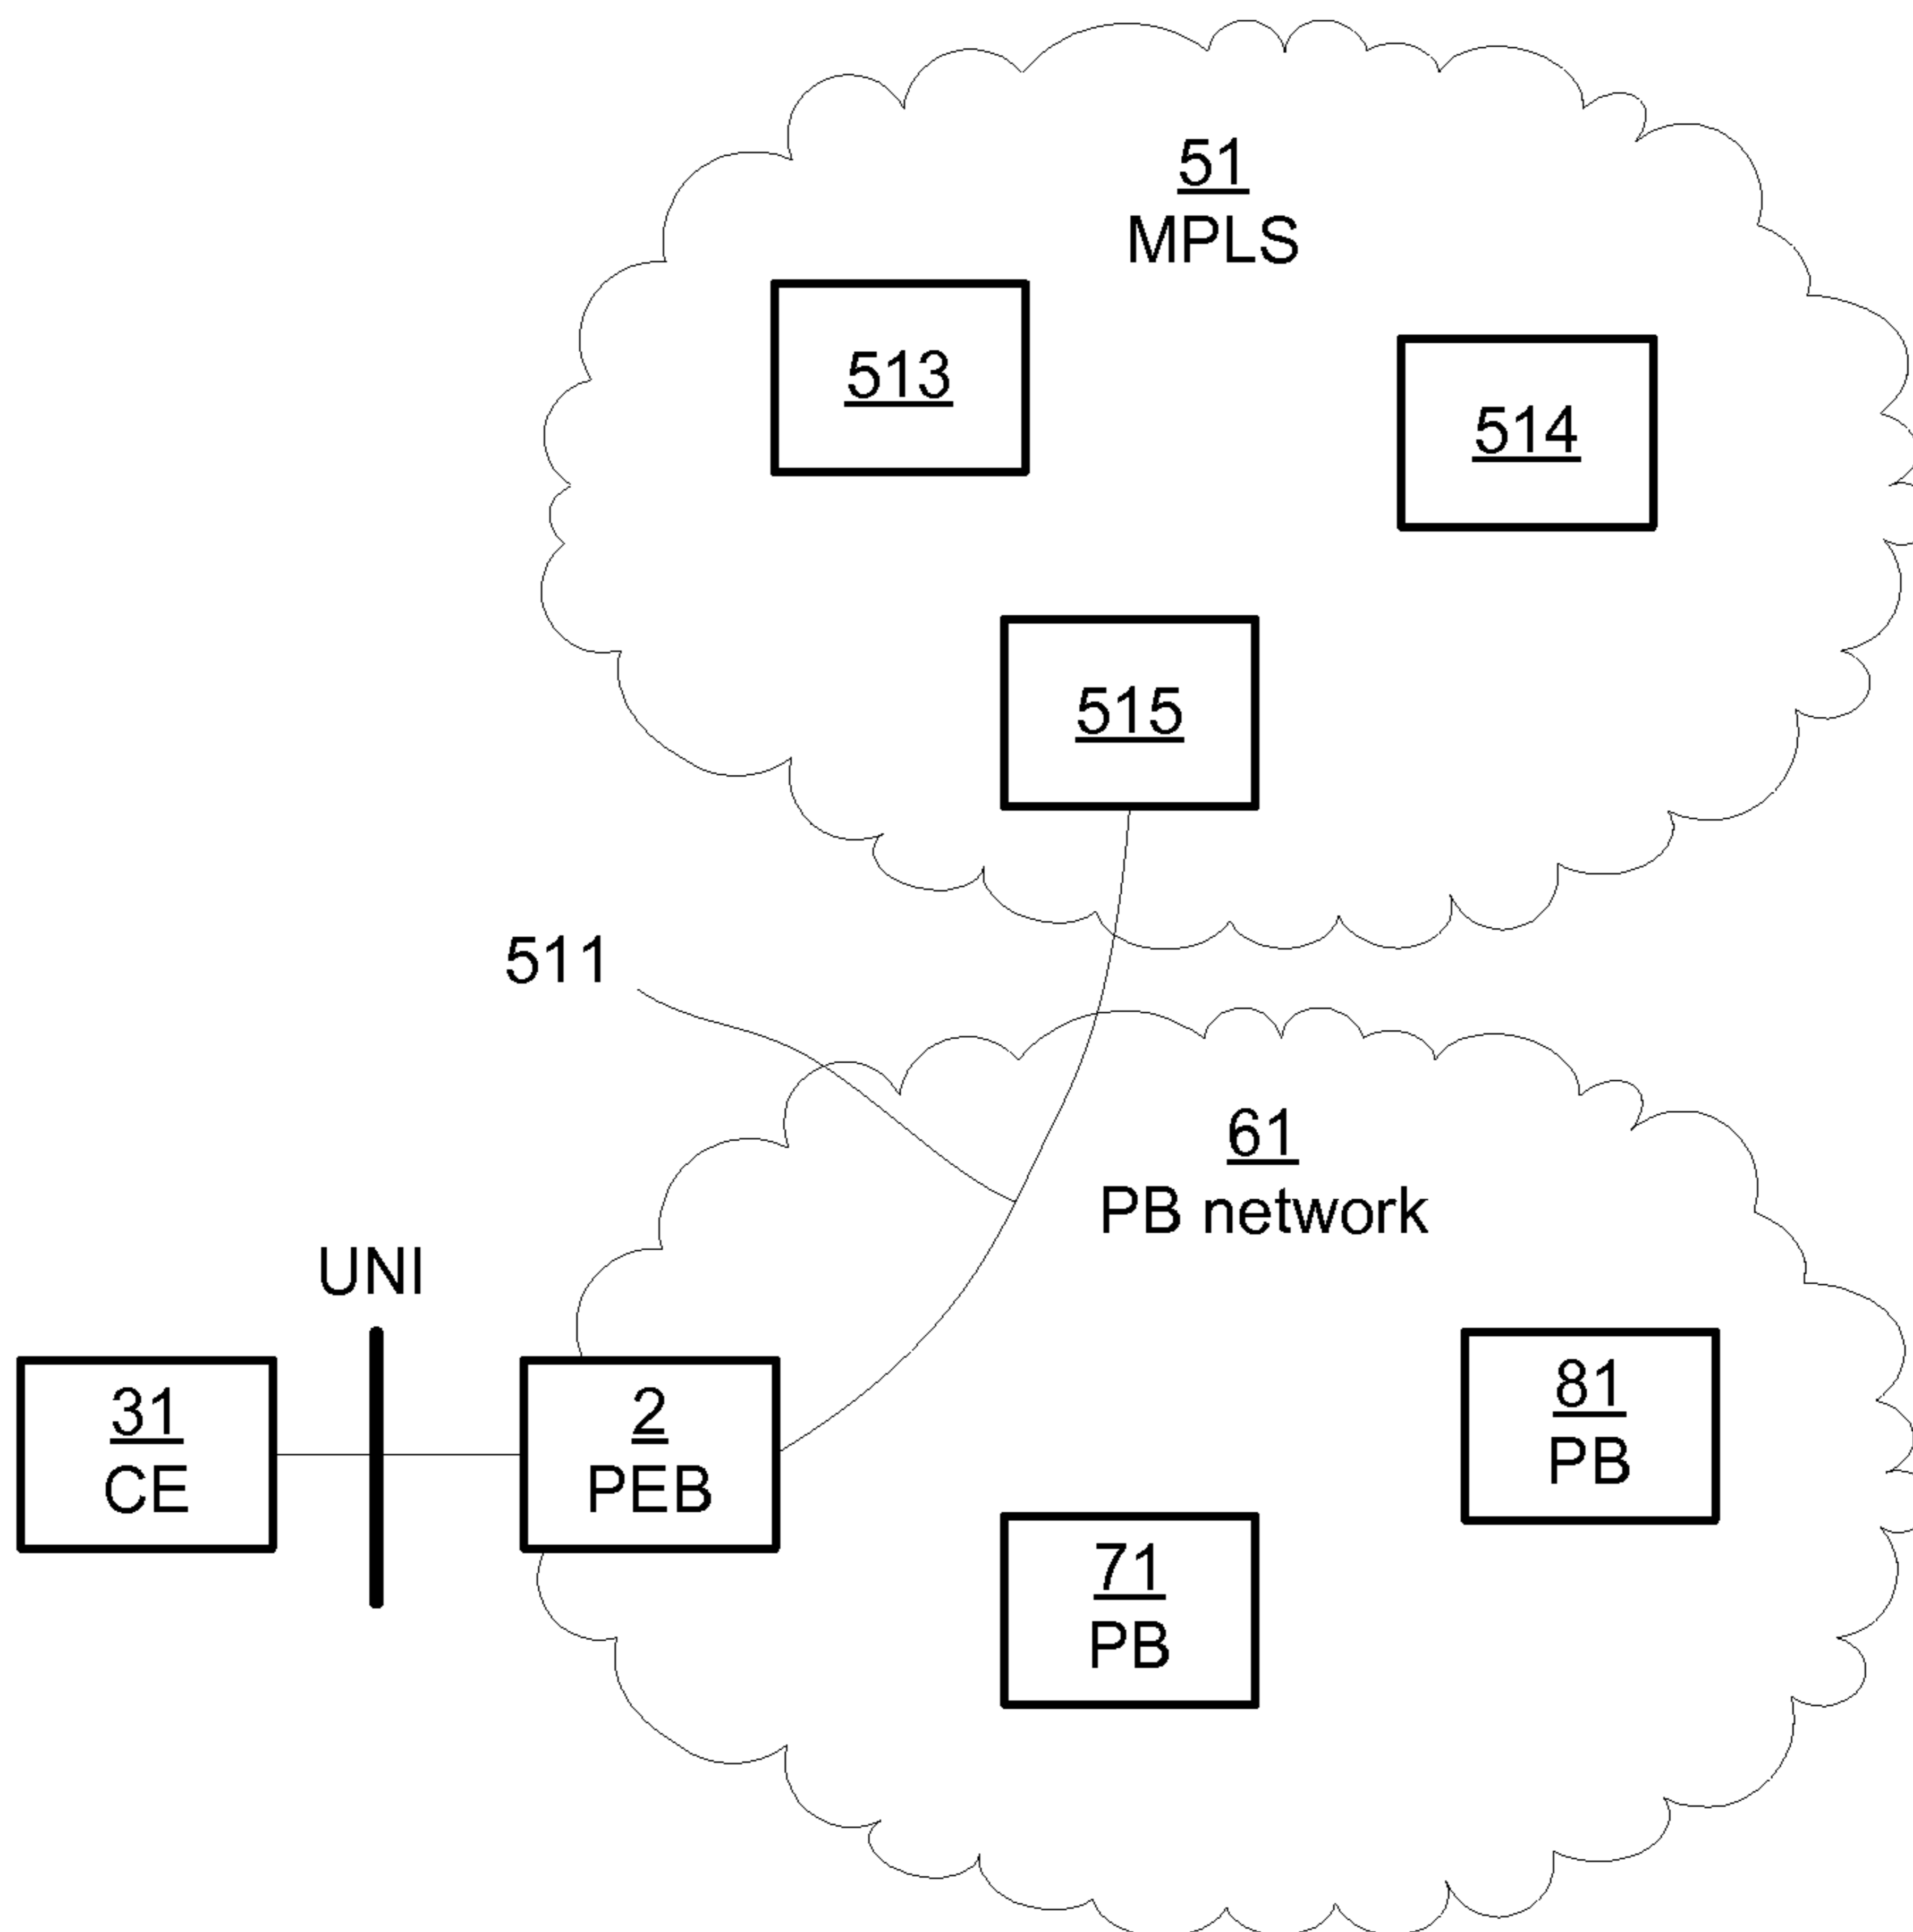 51
MPLS
513
514
515
511
61
PB network
UNI
31
CE
2
PEB
81
PB
71
PB